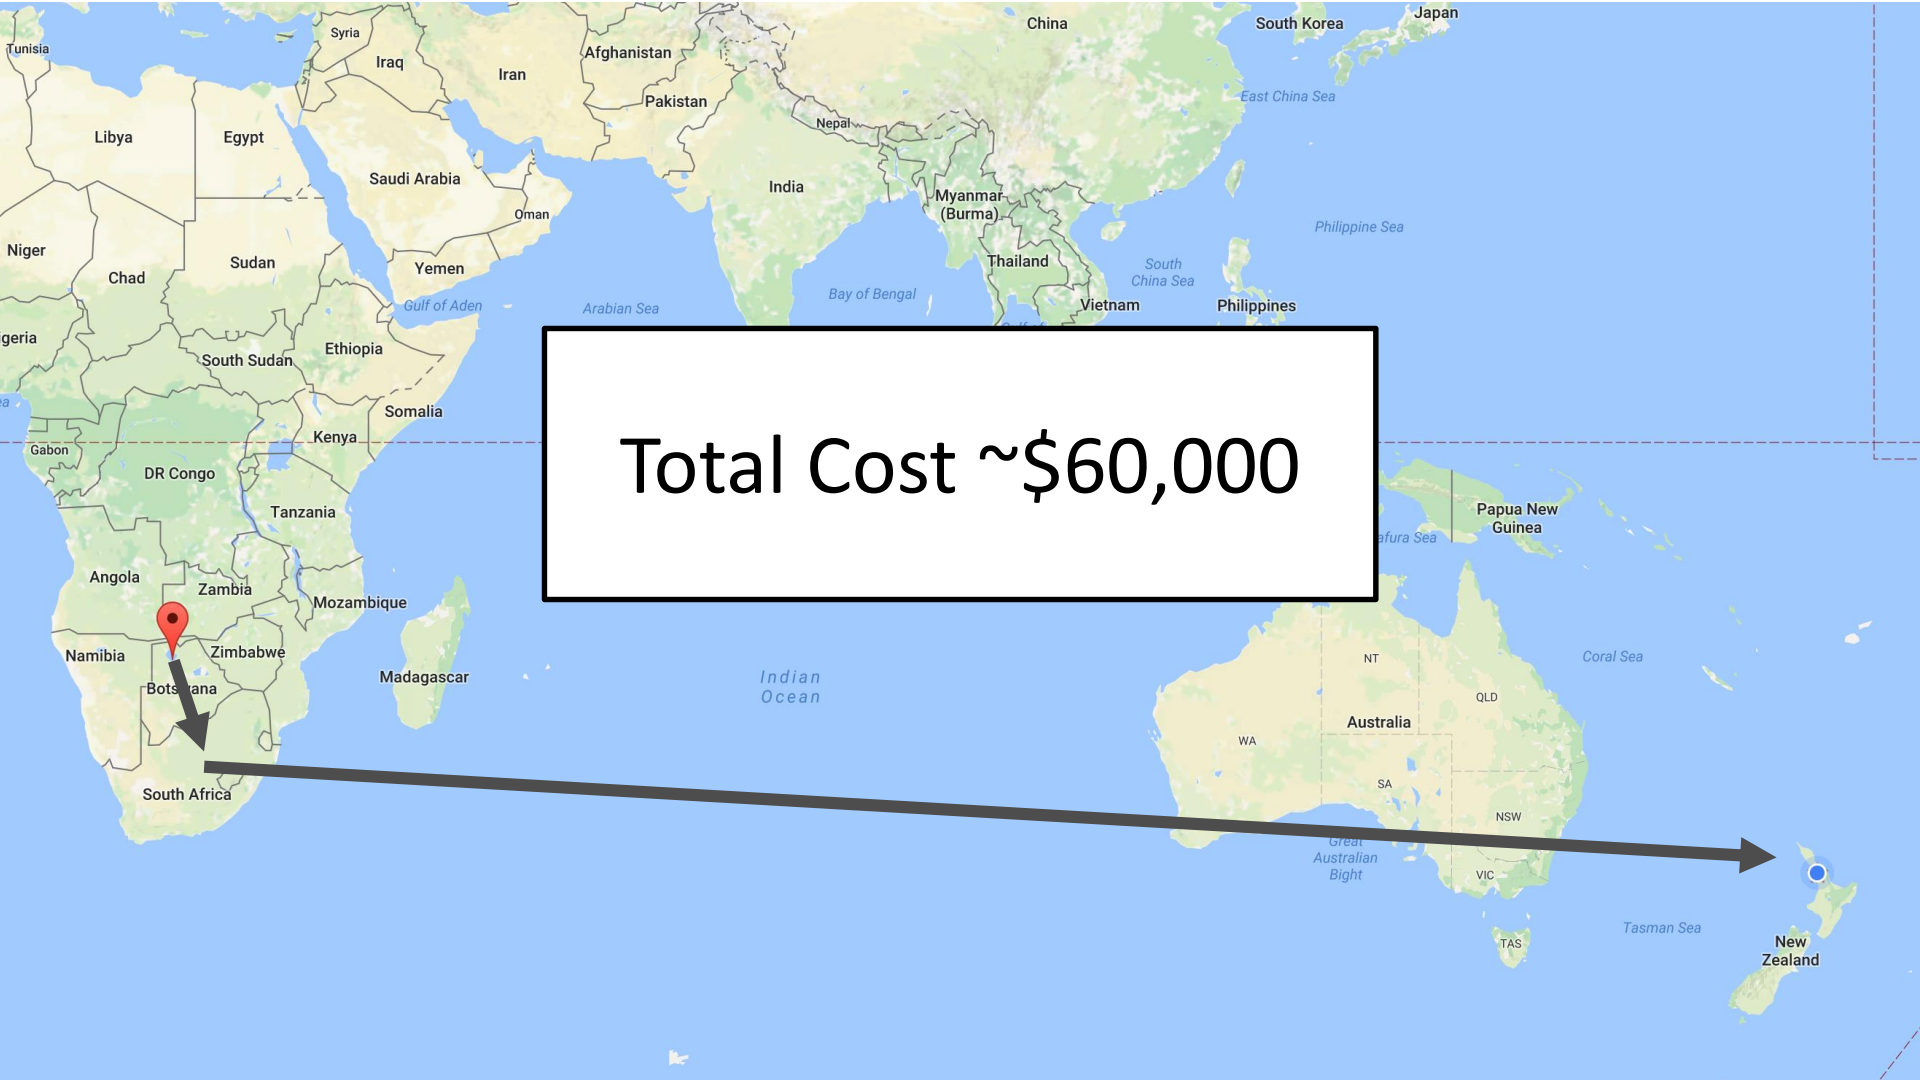 Japan
China
South Korea
Syria
Tunisia
Afghanistan
Iraq
Iran
East China Sea
Pakistan
Nepal
Libya
Egypt
Saudi Arabia
India
Myanmar
(Burma)
Oman
Philippine Sea
Niger
Sudan
Thailand
South
China Sea
Yemen
Chad
Bay of Bengal
Gulf of Aden
Arabian Sea
Vietnam
Philippines
geria
Ethiopia
South Sudan
Somalia
Kenya
Gabon
DR Congo
Total Cost ~$60,000
Tanzania
Papua New
Guinea
afura Sea
Angola
Zambia
Mozambique
Namibia
Zimbabwe
Madagascar
Botswana
Indian
Ocean
NT
Coral Sea
QLD
Australia
WA
SA
South Africa
NSW
Great
Australian
Bight
VIC
Tasman Sea
TAS
New
Zealand